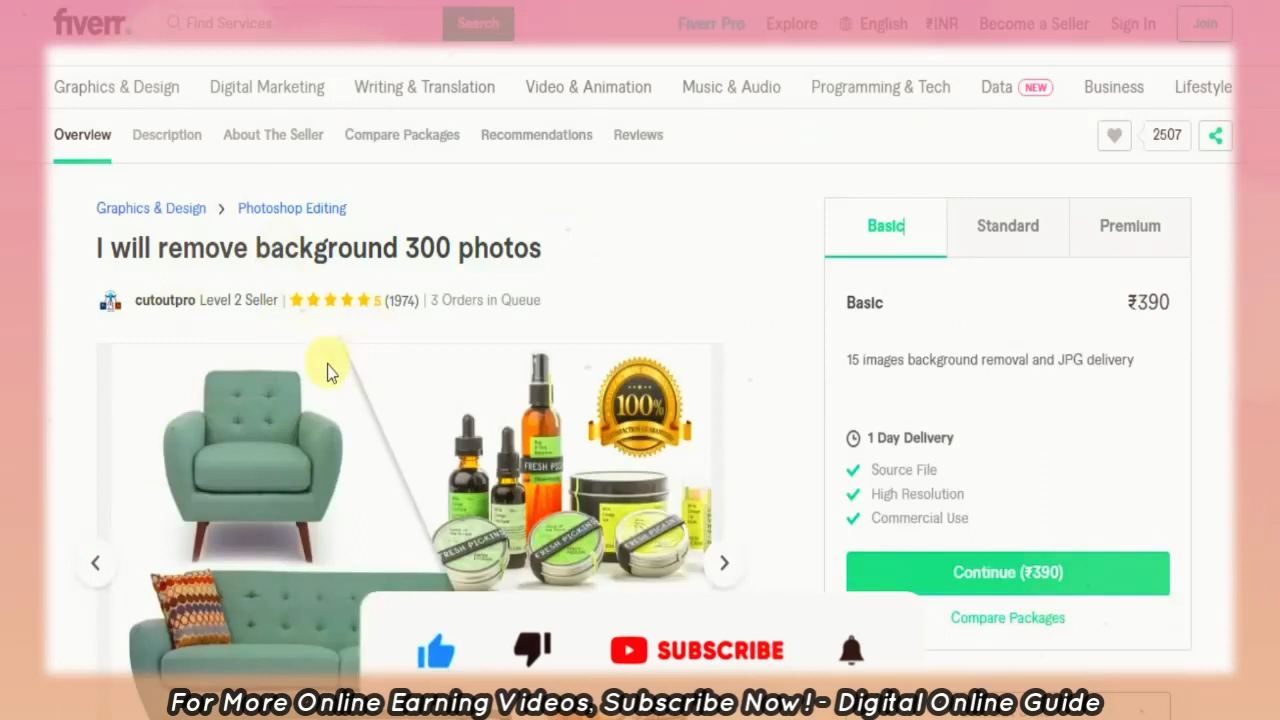 fiverr. Find Services Search Fiverr Pro Explore English ₹INR Become a Seller Sign In Join
Graphics & Design Digital Marketing Writing & Translation Video & Animation Music & Audio Programming & Tech Data NEW Business Lifestyle
Overview Description About The Seller Compare Packages Recommendations Reviews 2507
Graphics & Design > Photoshop Editing
I will remove background 300 photos
cutoutpro Level 2 Seller | 5 (1974) | 3 Orders in Queue
Basic Standard Premium
Basic ₹390
15 images background removal and JPG delivery
1 Day Delivery
Source File
High Resolution
Commercial Use
Continue (₹390)
Compare Packages
100%
FRESH PICKIN
FRESH PICKIN
FRESH PICKIN
SUBSCRIBE
For More Online Earning Videos, Subscribe Now! - Digital Online Guide